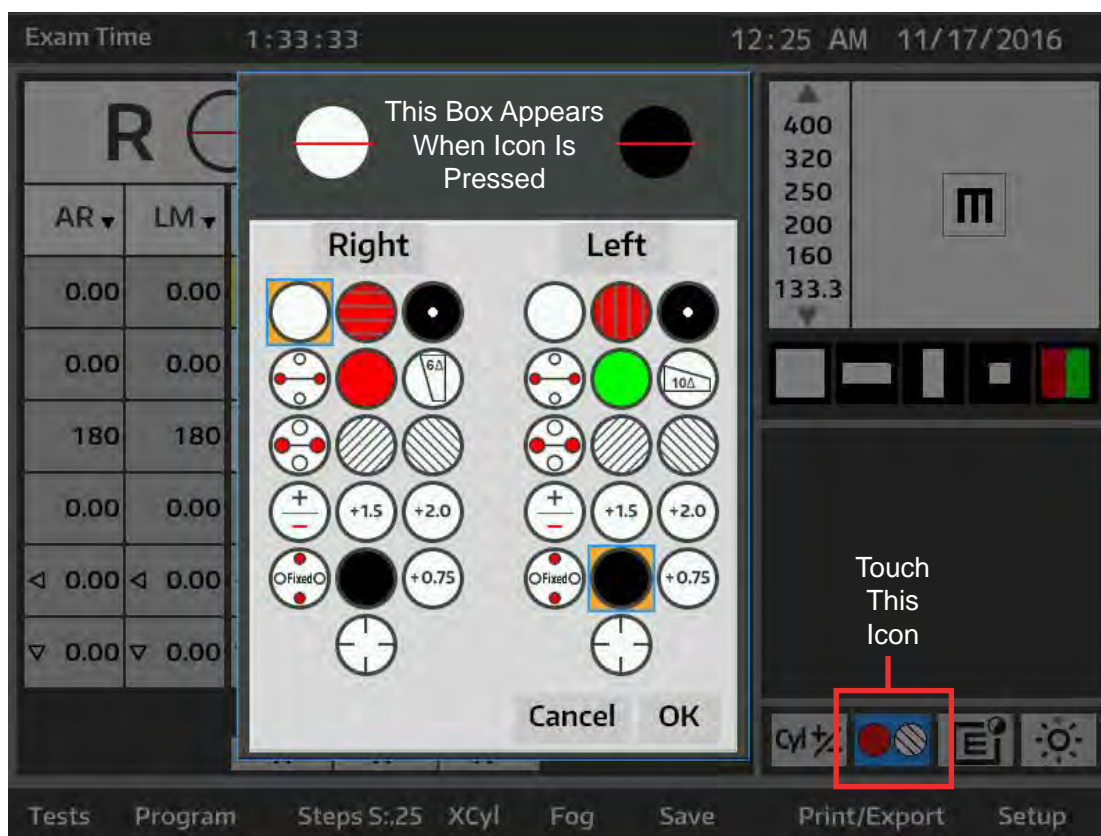 Exam Time 1:33:33 12:25 AM 11/17/2016
R
This Box Appears
When Icon Is
Pressed
AR LM
0.00 0.00
0.00 0.00
180 180
0.00 0.00
0.00 0.00
0.00 0.00
Right Left
6Δ
10Δ
+
−
+1.5 +2.0
+
−
+1.5 +2.0
Fixed +0.75
Fixed +0.75
Cancel OK
400
320
250
200
160
133.3
E
Touch
This
Icon
Cyl +/-
E
Tests Program Steps S:.25 XCyl Fog Save Print/Export Setup